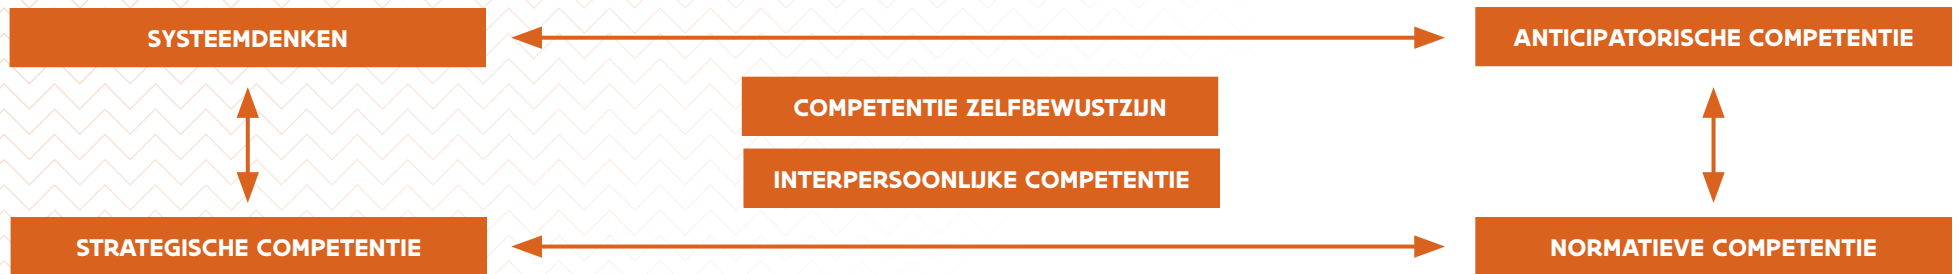 SYSTEEMDENKEN
ANTICIPATORISCHE COMPETENTIE
COMPETENTIE ZELFBEWUSTZIJN
INTERPERSOONLIJKE COMPETENTIE
STRATEGISCHE COMPETENTIE
NORMATIEVE COMPETENTIE